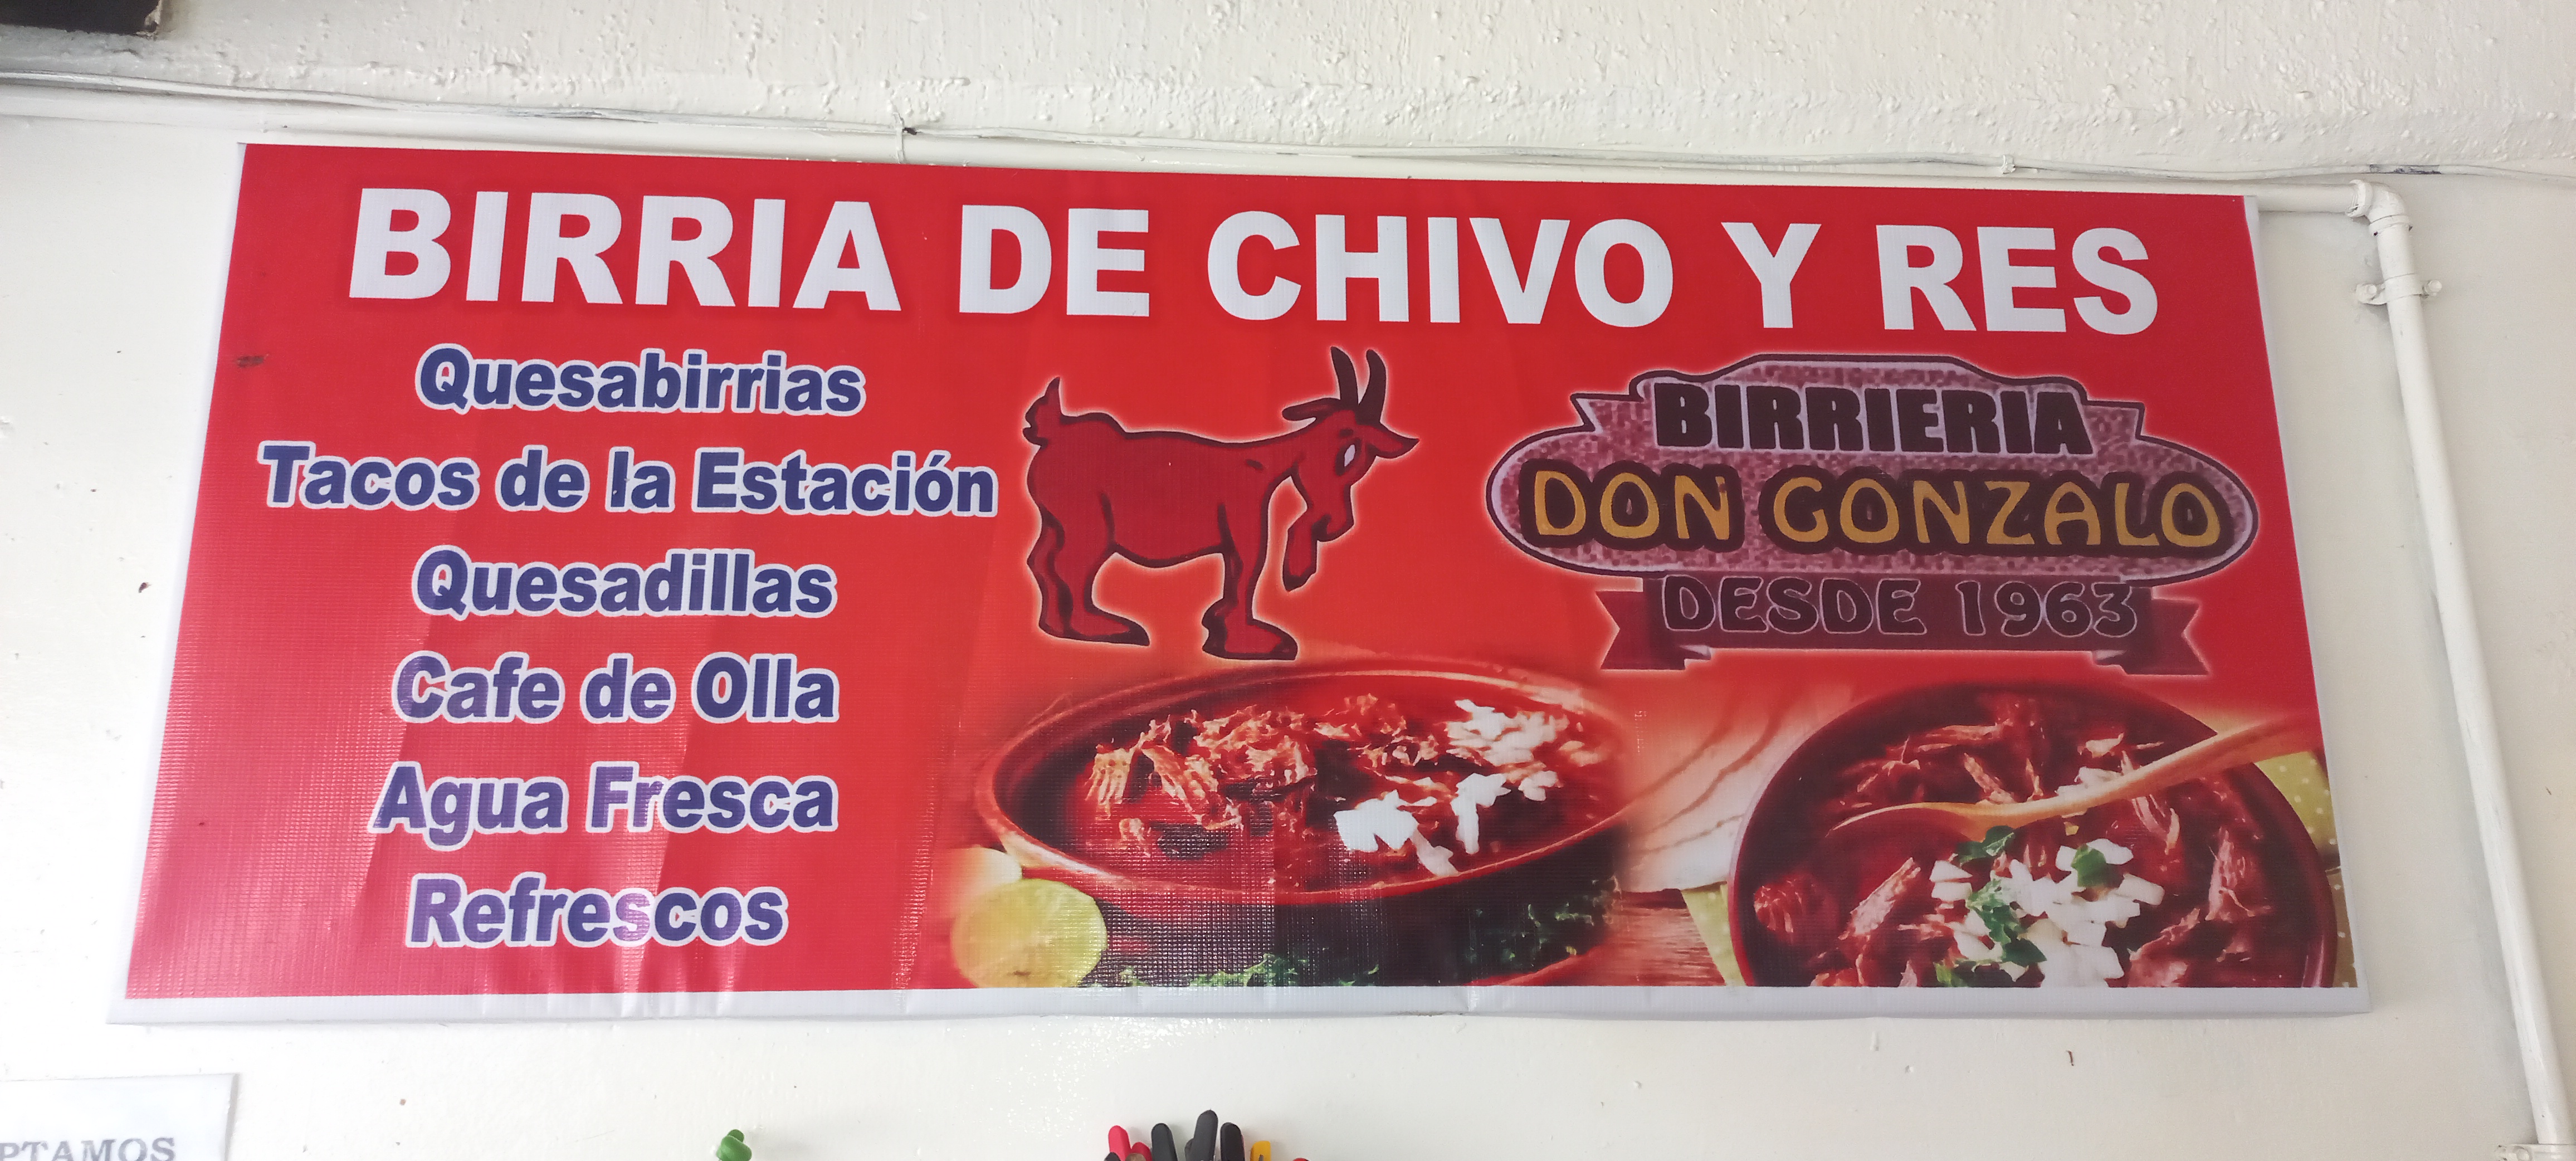 BIRRIA DE CHIVO Y RES
Quesabirrias
Tacos de la Estación
Quesadillas
Cafe de Olla
Agua Fresca
Refrescos
BIRRIERIA
DON GONZALO
DESDE 1963
PTAMOS